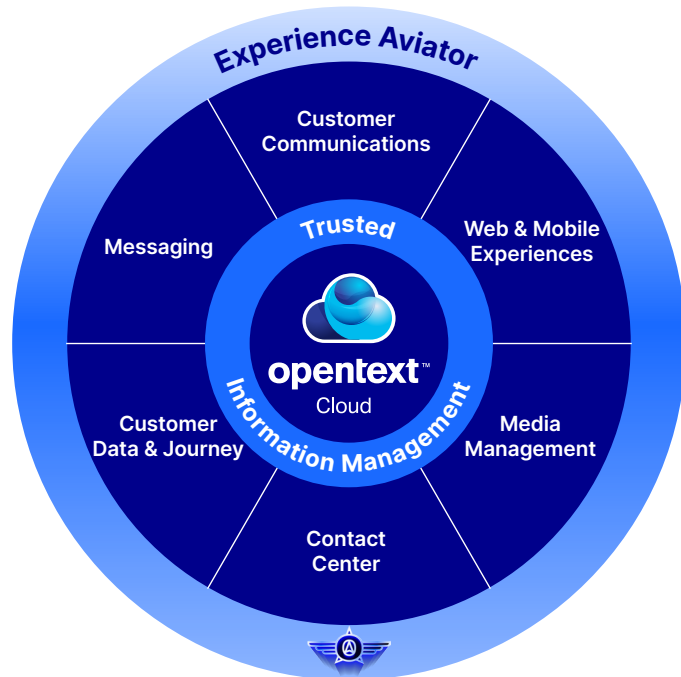 Experience Aviator
Customer
Communications
Messaging
Web & Mobile
Experiences
Trusted
opentext™
Cloud
Information Management
Customer
Data & Journey
Media
Management
Contact
Center
A